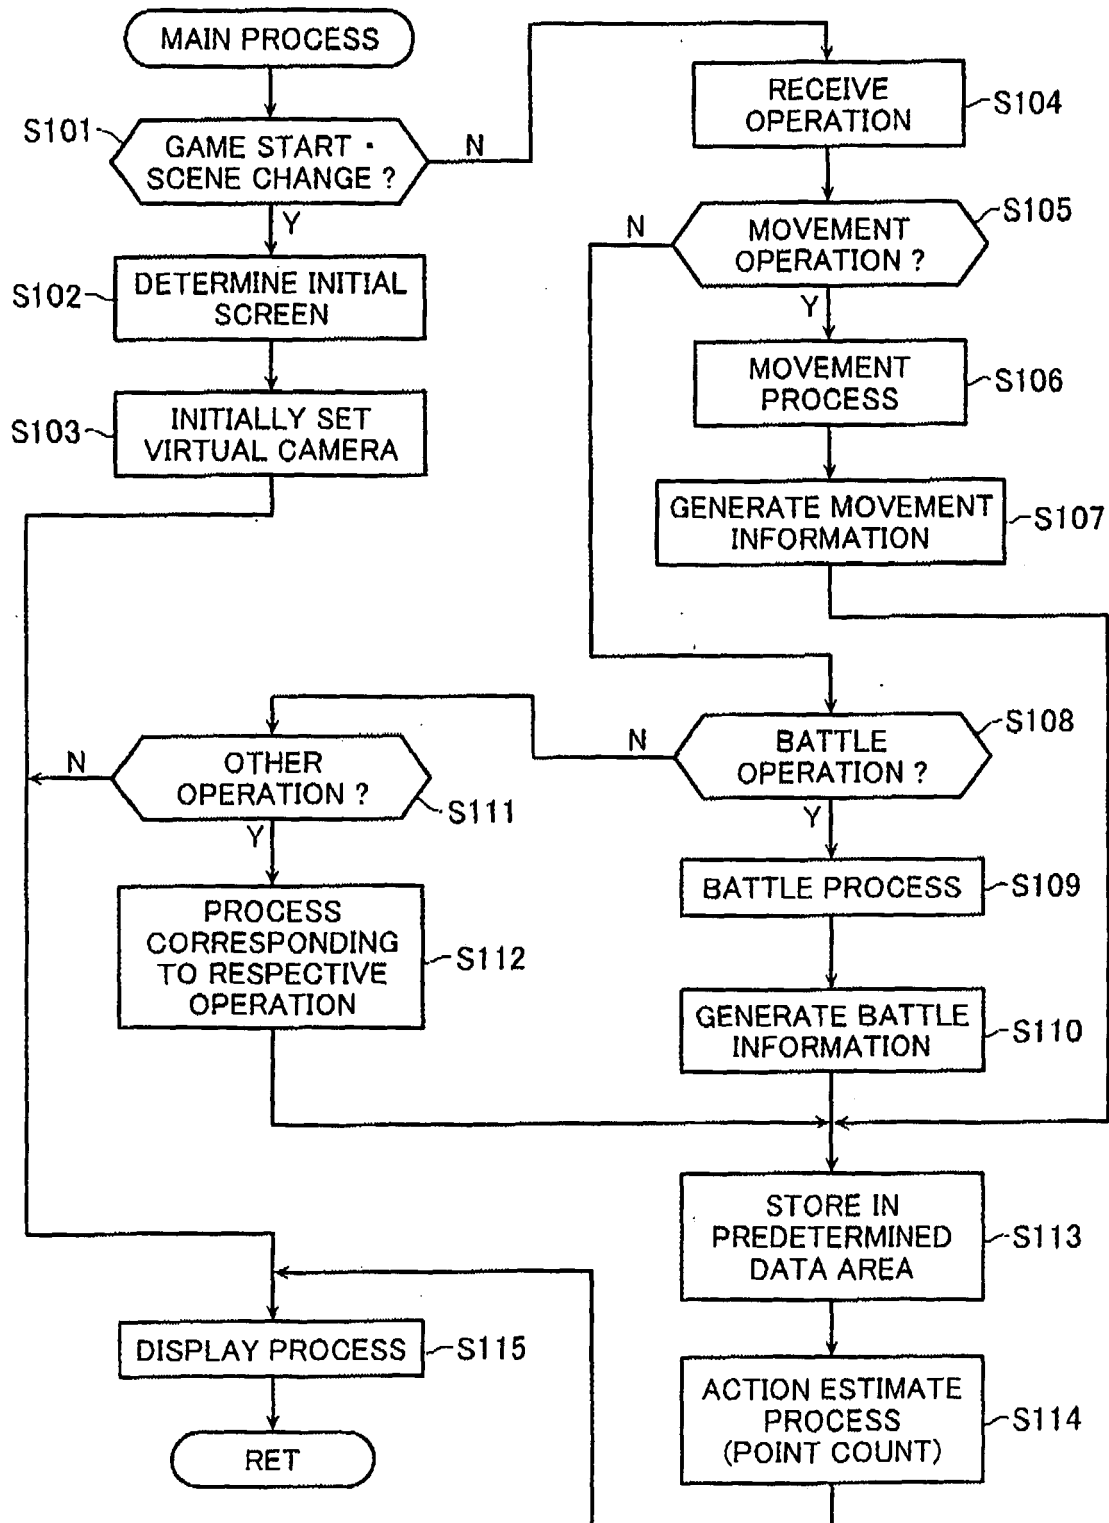 MAIN PROCESS
S101
GAME START・
SCENE CHANGE ?
N
Y
S102
DETERMINE INITIAL
SCREEN
S103
INITIALLY SET
VIRTUAL CAMERA
RECEIVE
OPERATION
S104
N
MOVEMENT
OPERATION ?
S105
Y
MOVEMENT
PROCESS
S106
GENERATE MOVEMENT
INFORMATION
S107
N
BATTLE
OPERATION ?
S108
Y
BATTLE PROCESS
S109
GENERATE BATTLE
INFORMATION
S110
N
OTHER
OPERATION ?
S111
Y
PROCESS
CORRESPONDING
TO RESPECTIVE
OPERATION
S112
STORE IN
PREDETERMINED
DATA AREA
S113
ACTION ESTIMATE
PROCESS
(POINT COUNT)
S114
DISPLAY PROCESS
S115
RET